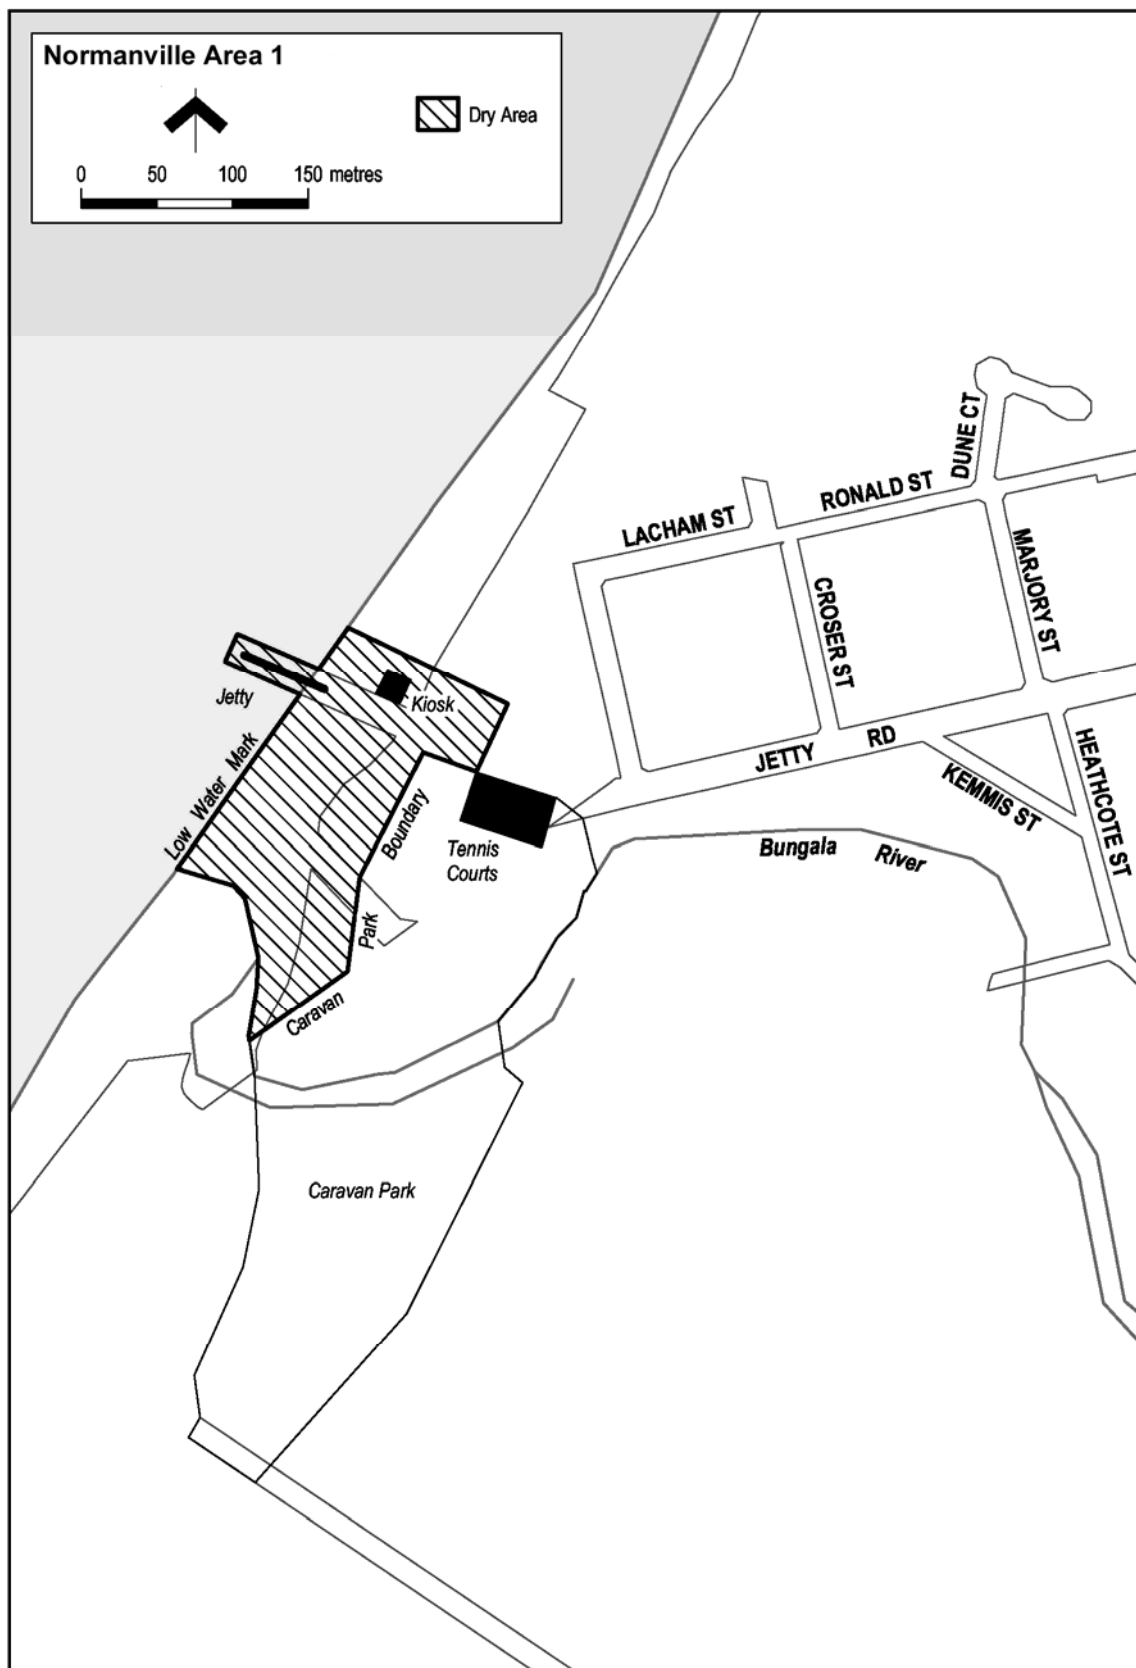 Normanville Area 1
Dry Area
0 50 100 150 metres
DUNE CT
RONALD ST
LACHAM ST
MARJORY ST
CROSER ST
Jetty
Kiosk
JETTY RD
HEATHCOTE ST
KEMMIS ST
Low Water Mark
Boundary
Tennis
Courts
Bungala River
Park
Caravan
Caravan Park